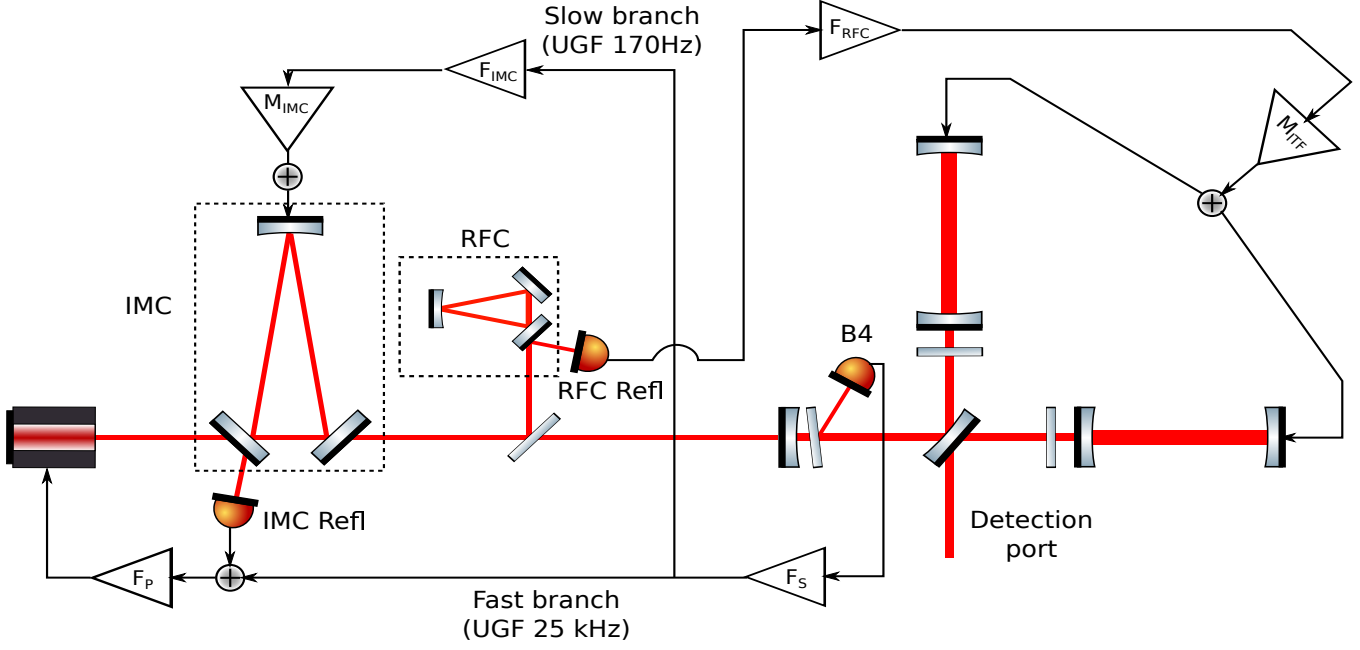 Slow branch
(UGF 170Hz)
F_RFC
F_IMC
M_IMC
M_ITF
RFC
IMC
B4
RFC Refl
IMC Refl
Detection
port
F_P
F_S
Fast branch
(UGF 25 kHz)